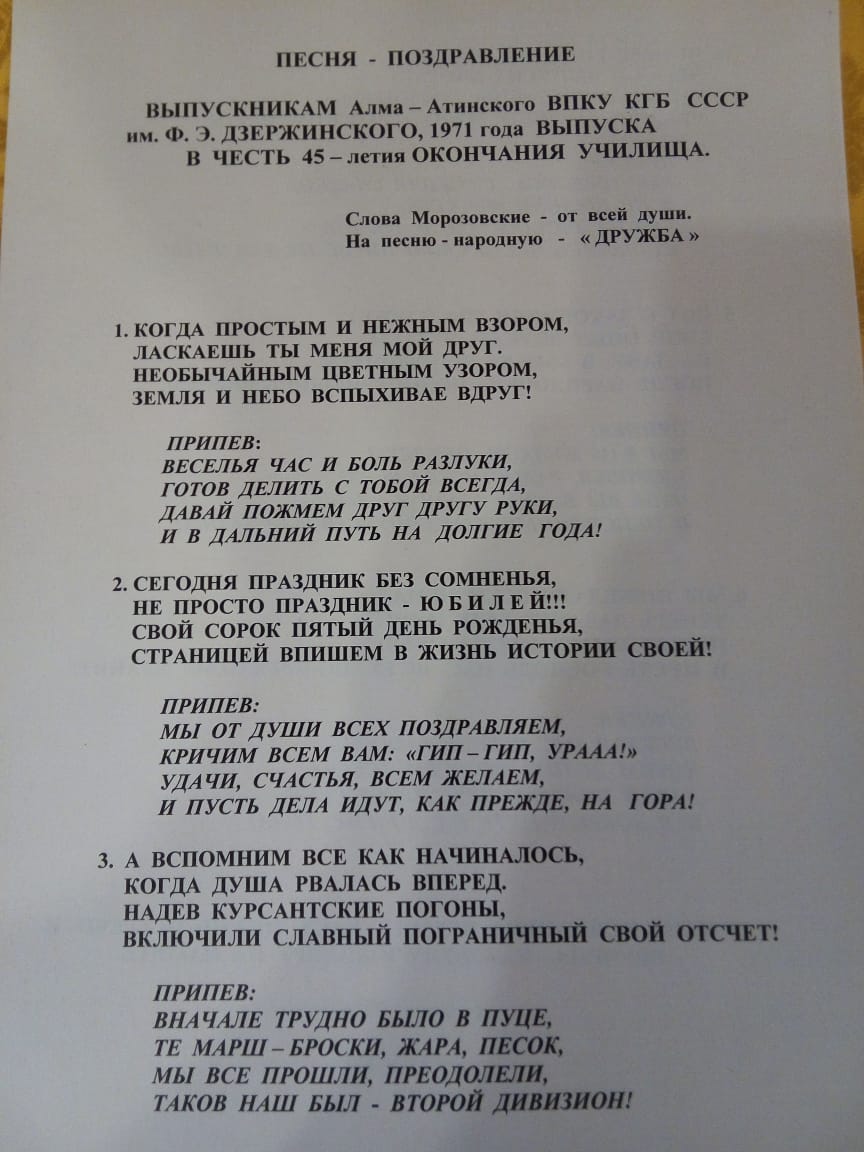 ПЕСНЯ - ПОЗДРАВЛЕНИЕ
ВЫПУСКНИКАМ Алма – Атинского ВПКУ КГБ СССР
им. Ф. Э. ДЗЕРЖИНСКОГО, 1971 года ВЫПУСКА
В ЧЕСТЬ 45 – летия ОКОНЧАНИЯ УЧИЛИЩА.
Слова Морозовские - от всей души.
На песню - народную - « ДРУЖБА »
1. КОГДА ПРОСТЫМ И НЕЖНЫМ ВЗОРОМ,
ЛАСКАЕШЬ ТЫ МЕНЯ МОЙ ДРУГ.
НЕОБЫЧАЙНЫМ ЦВЕТНЫМ УЗОРОМ,
ЗЕМЛЯ И НЕБО ВСПЫХИВАЕ ВДРУГ!
ПРИПЕВ:
ВЕСЕЛЬЯ ЧАС И БОЛЬ РАЗЛУКИ,
ГОТОВ ДЕЛИТЬ С ТОБОЙ ВСЕГДА,
ДАВАЙ ПОЖМЕМ ДРУГ ДРУГУ РУКИ,
И В ДАЛЬНИЙ ПУТЬ НА ДОЛГИЕ ГОДА!
2. СЕГОДНЯ ПРАЗДНИК БЕЗ СОМНЕНЬЯ,
НЕ ПРОСТО ПРАЗДНИК - Ю Б И Л Е Й!!!
СВОЙ СОРОК ПЯТЫЙ ДЕНЬ РОЖДЕНЬЯ,
СТРАНИЦЕЙ ВПИШЕМ В ЖИЗНЬ ИСТОРИИ СВОЕЙ!
ПРИПЕВ:
МЫ ОТ ДУШИ ВСЕХ ПОЗДРАВЛЯЕМ,
КРИЧИМ ВСЕМ ВАМ: «ГИП – ГИП, УРААА!»
УДАЧИ, СЧАСТЬЯ, ВСЕМ ЖЕЛАЕМ,
И ПУСТЬ ДЕЛА ИДУТ, КАК ПРЕЖДЕ, НА ГОРА!
3. А ВСПОМНИМ ВСЕ КАК НАЧИНАЛОСЬ,
КОГДА ДУША РВАЛАСЬ ВПЕРЕД.
НАДЕВ КУРСАНТСКИЕ ПОГОНЫ,
ВКЛЮЧИЛИ СЛАВНЫЙ ПОГРАНИЧНЫЙ СВОЙ ОТСЧЕТ!
ПРИПЕВ:
ВНАЧАЛЕ ТРУДНО БЫЛО В ПУЦЕ,
ТЕ МАРШ – БРОСКИ, ЖАРА, ПЕСОК,
МЫ ВСЕ ПРОШЛИ, ПРЕОДОЛЕЛИ,
ТАКОВ НАШ БЫЛ - ВТОРОЙ ДИВИЗИОН!